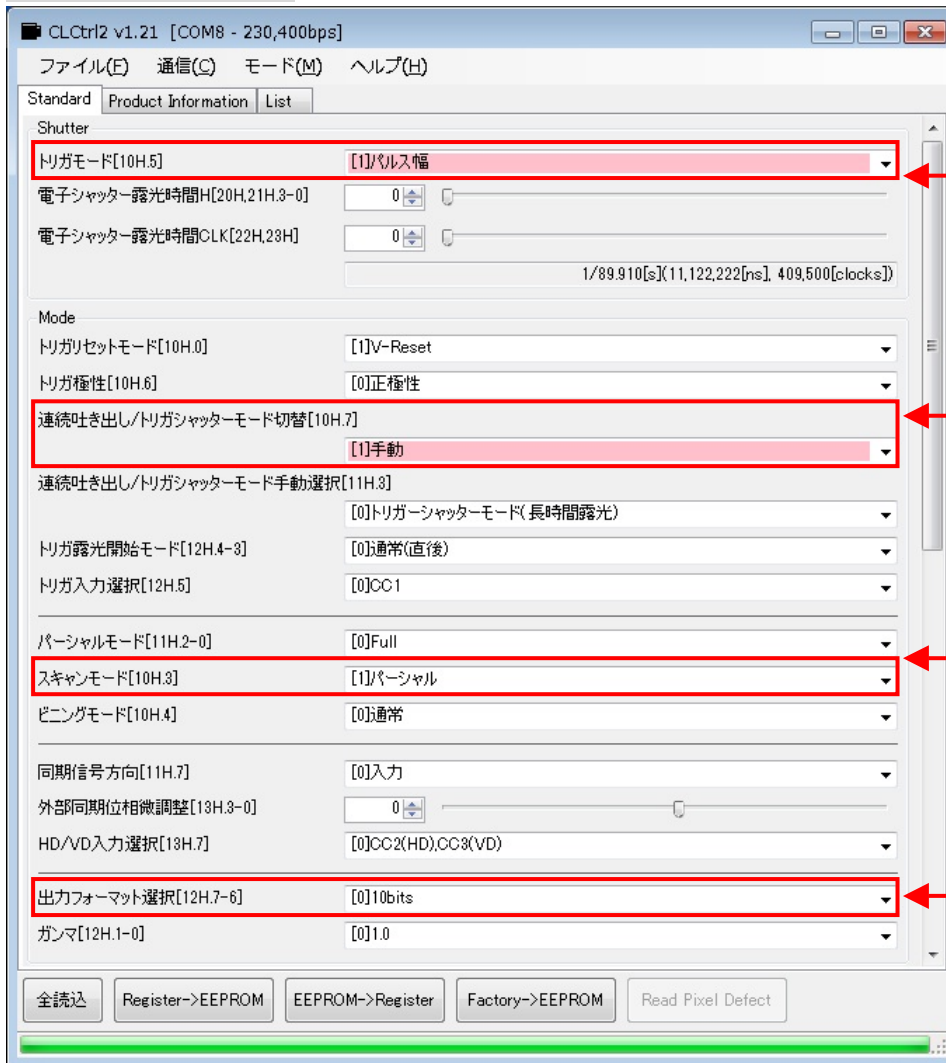 CLCtrl2 v1.21 [COM8 - 230,400bps]
ファイル(F) 通信(C) モード(M) ヘルプ(H)
Standard Product Information List
Shutter
トリガモード[10H.5] [1]パルス幅
電子シャッター露光時間H[20H,21H.3-0] 0
電子シャッター露光時間CLK[22H,23H] 0
1/89.910[s](11,122,222[ns], 409,500[clocks])
Mode
トリガリセットモード[10H.0] [1]V-Reset
トリガ極性[10H.6] [0]正極性
連続吐き出し/トリガシャッターモード切替[10H.7]
[1]手動
連続吐き出し/トリガシャッターモード手動選択[11H.3]
[0]トリガーシャッターモード(長時間露光)
トリガ露光開始モード[12H.4-3] [0]通常(直後)
トリガ入力選択[12H.5] [0]CC1
パーシャルモード[11H.2-0] [0]Full
スキャンモード[10H.3] [1]パーシャル
ビニングモード[10H.4] [0]通常
同期信号方向[11H.7] [0]入力
外部同期位相微調整[13H.3-0] 0
HD/VD入力選択[13H.7] [0]CC2(HD),CC3(VD)
出力フォーマット選択[12H.7-6] [0]10bits
ガンマ[12H.1-0] [0]1.0
全読込 Register->EEPROM EEPROM->Register Factory->EEPROM Read Pixel Defect